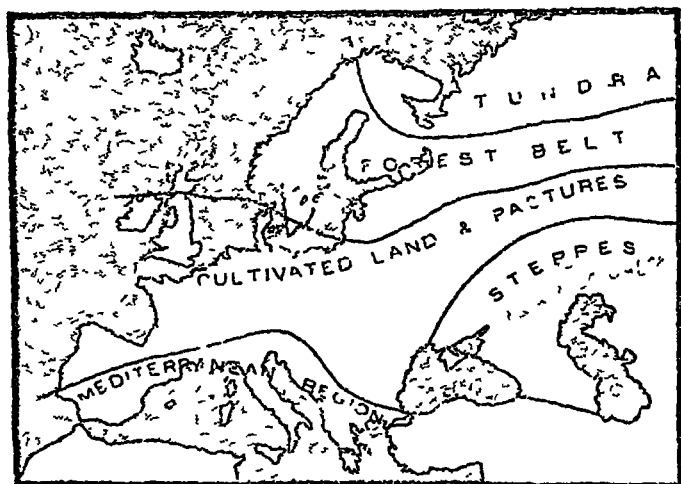 TUNDRA
FOREST BELT
CULTIVATED LAND & PACTURES
STEPPES
MEDITERRANEAN REGION